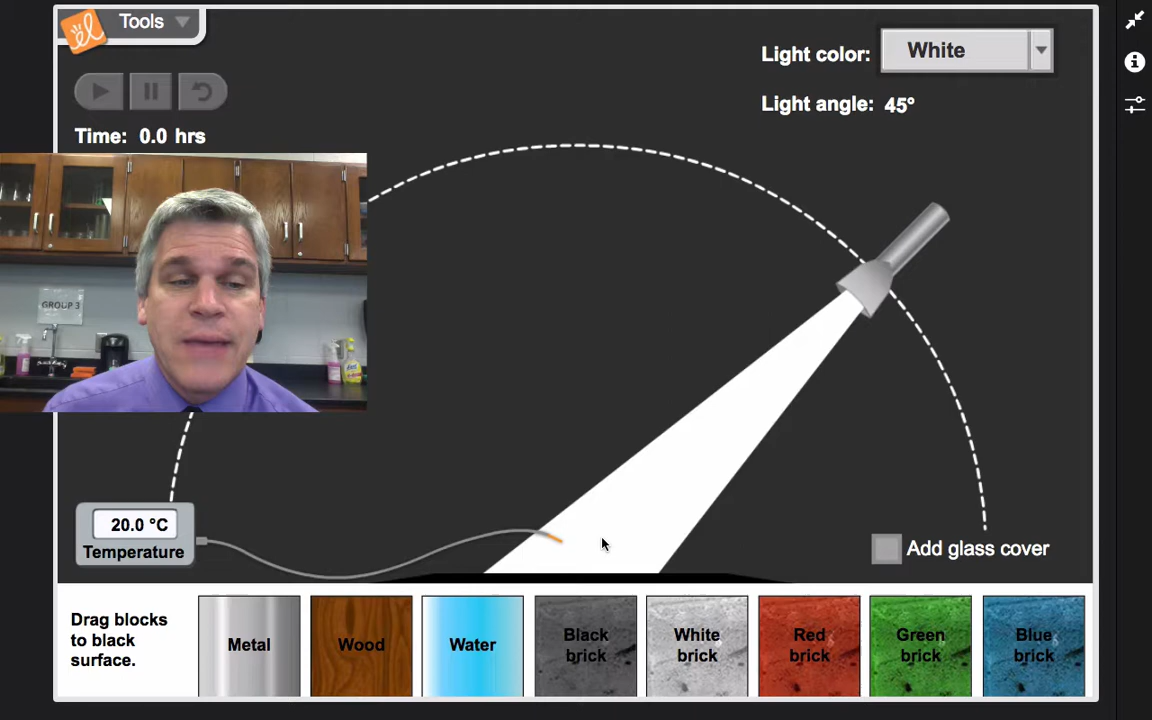 Tools
Light color: White
Light angle: 45°
Time: 0.0 hrs
GROUP 3
20.0 °C
Temperature
Add glass cover
Drag blocks
to black
surface.
Metal
Wood
Water
Black
brick
White
brick
Red
brick
Green
brick
Blue
brick